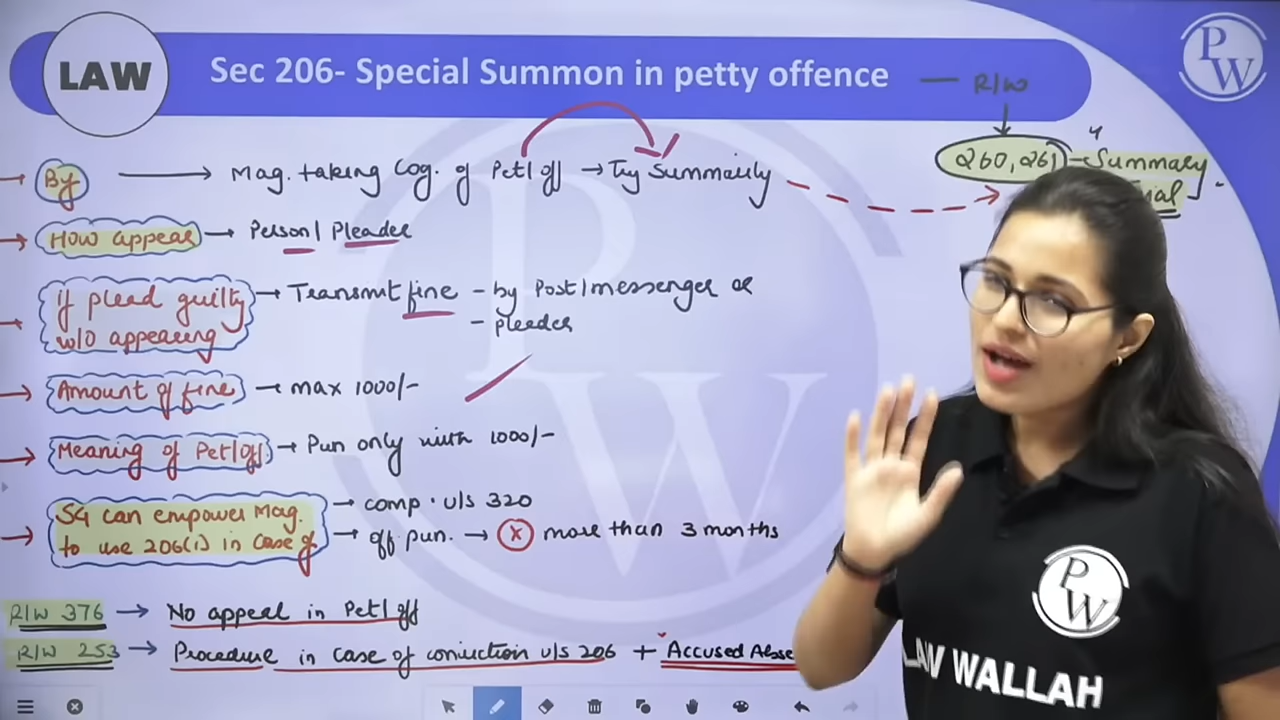 LAW
Sec 206- Special Summon in petty offence — R/W
PW
260, 261 - Summary
By → Mag. taking Cog. of Pet/off → Try Summarily
How appear → Person/ Pleader
if plead guilty w/o appearing → Transmit fine - by Post/messenger or
- pleader
Amount of fine → max 1000/-
Meaning of Pet/off → Pun only with 1000/-
SG can empower Mag. → comp. u/s 320
to use 206(1) in case of → off pun. → (x) more than 3 months
R/W 376 → No appeal in Pet/off
R/W 253 → Procedure in case of conviction u/s 206 + Accused Abse
PW
LAW WALLAH